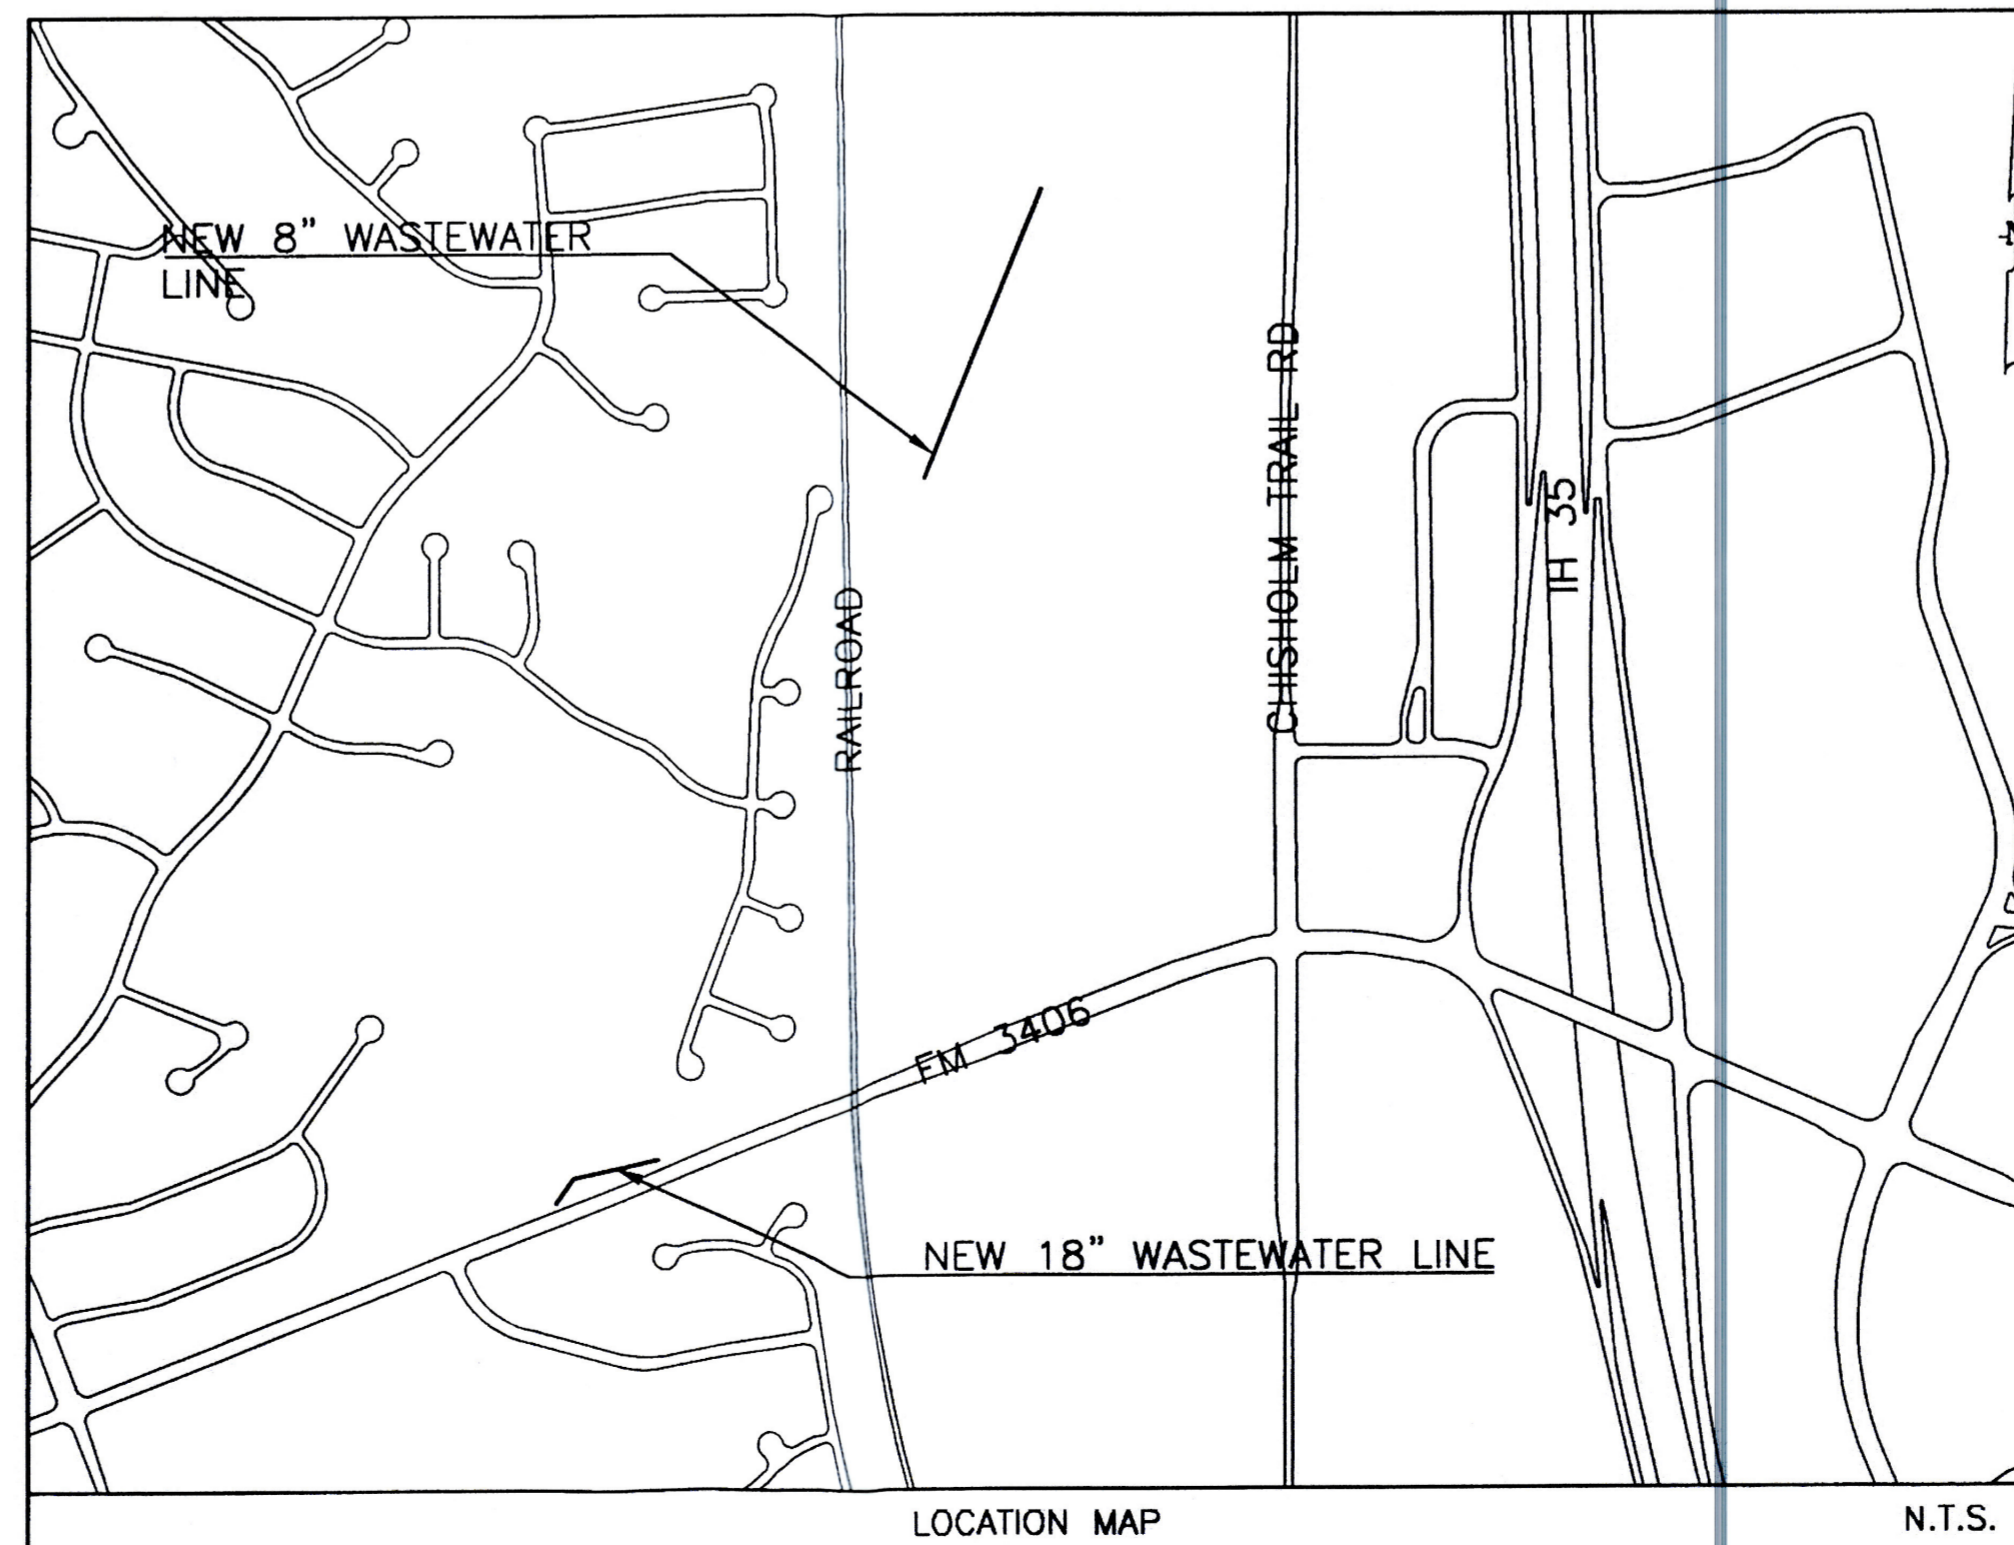 NEW 8” WASTEWATER
LINE
CHISHOLM TRAIL RD
IH 35
RAILROAD
FM 3406
NEW 18” WASTEWATER LINE
LOCATION MAP
N.T.S.